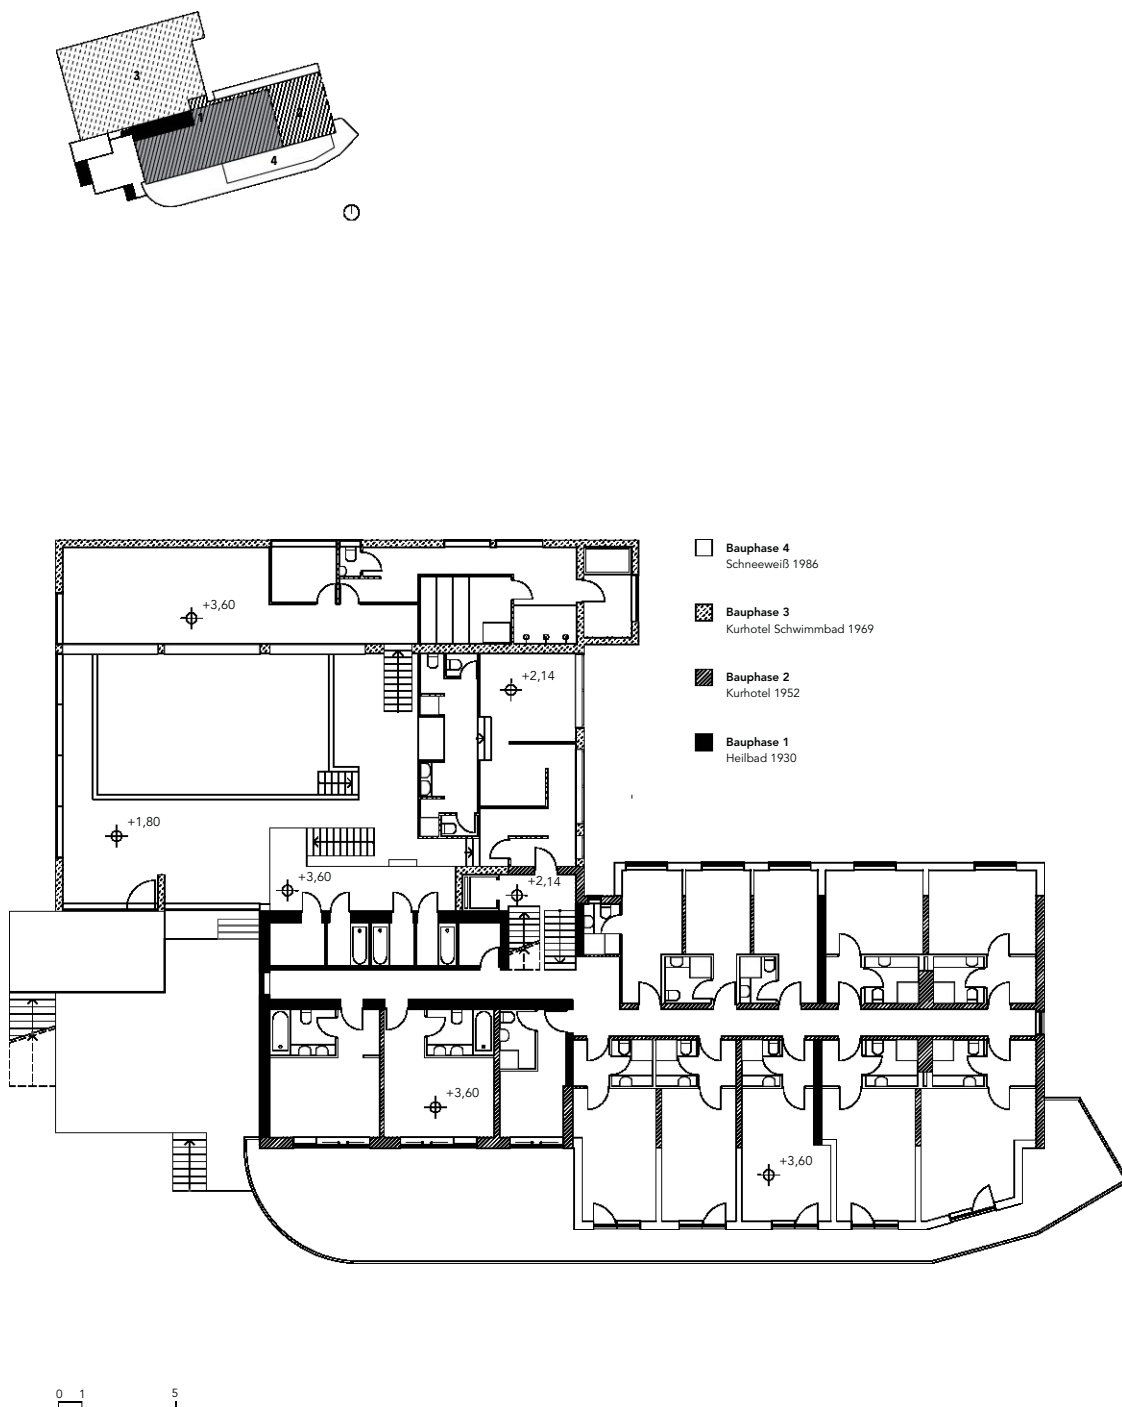 3
1
2
4
Bauphase 4
Schneeweiß 1986
+3,60
Bauphase 3
Kurhotel Schwimmbad 1969
+2,14
Bauphase 2
Kurhotel 1952
Bauphase 1
Heilbad 1930
+1,80
+3,60
+2,14
+3,60
+3,60
0 1 5